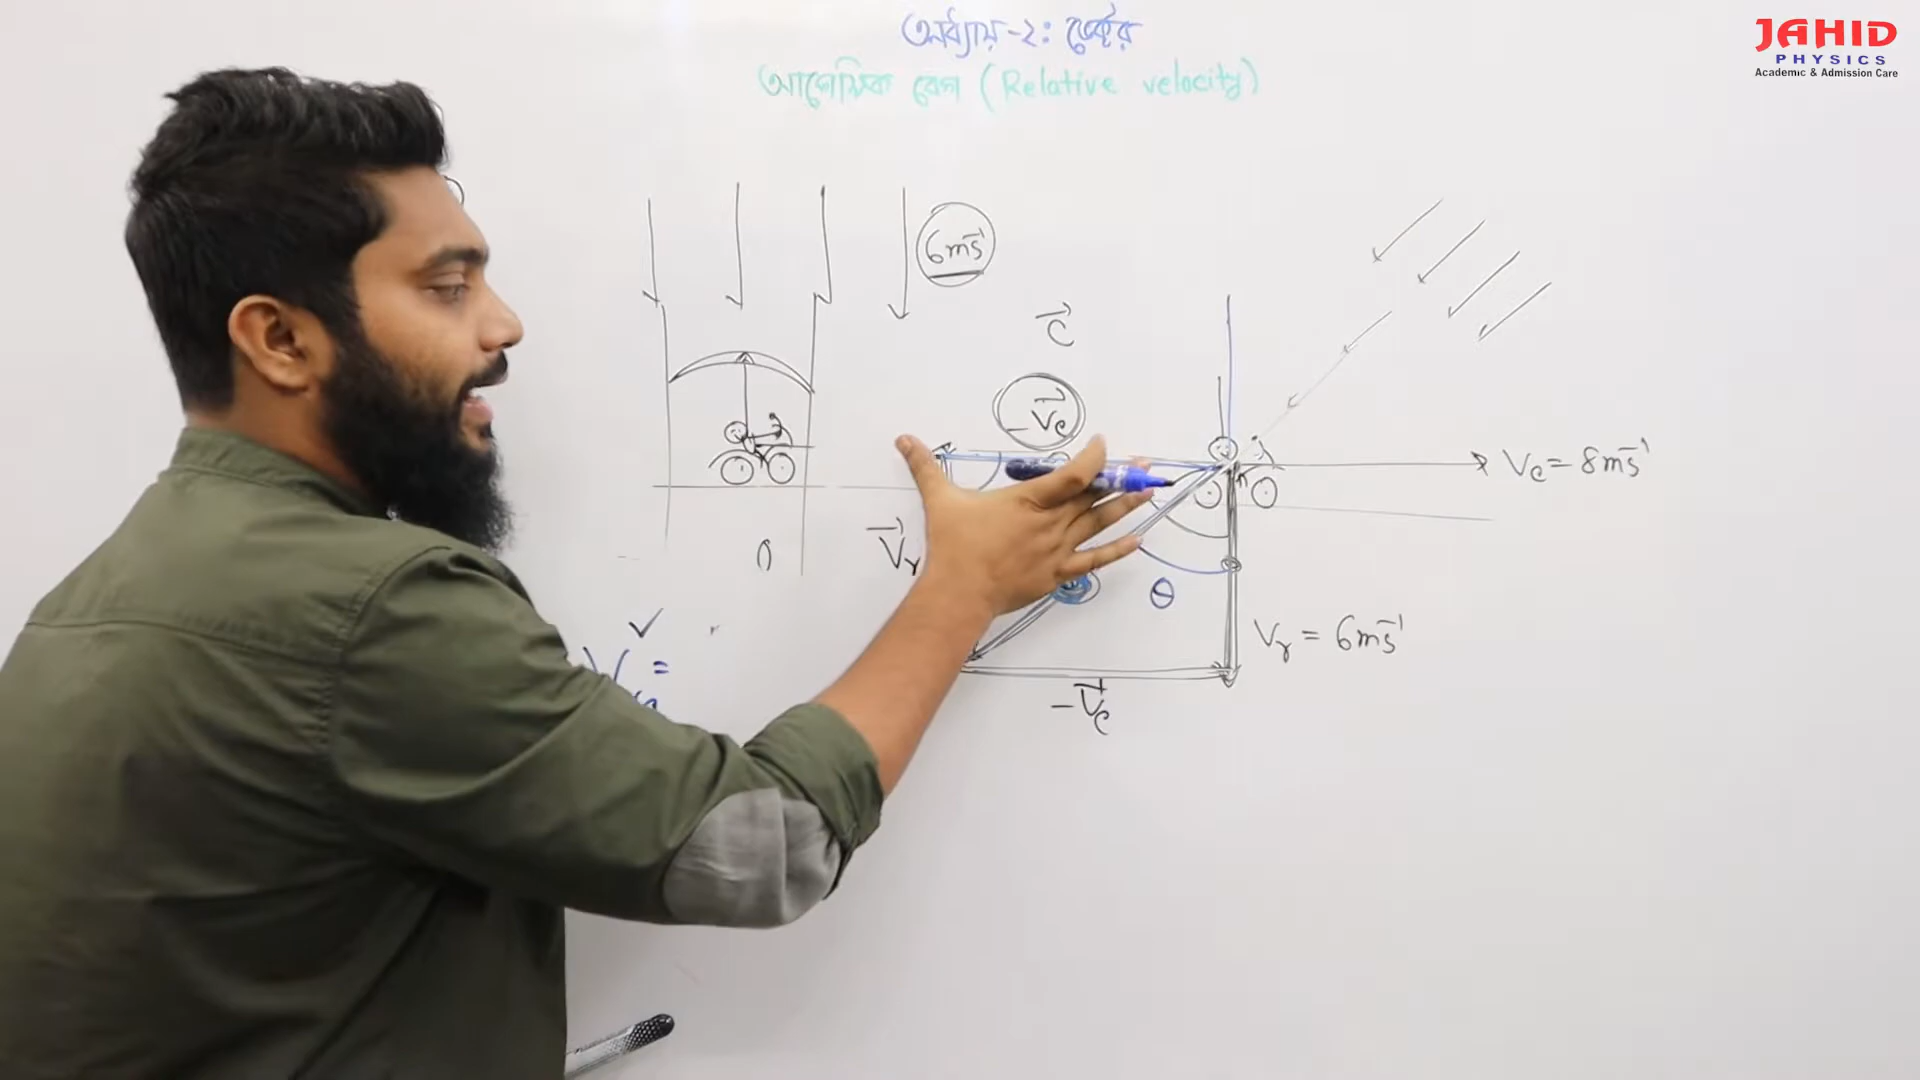 অধ্যায়-২: ভেক্টর
আপেক্ষিক বেগ (Relative velocity)
JAHID
PHYSICS
Academic & Admission Care
6ms⁻¹
C⃗
-V⃗c
Vc = 8ms⁻¹
V⃗r
θ
Vr = 6ms⁻¹
-V⃗c